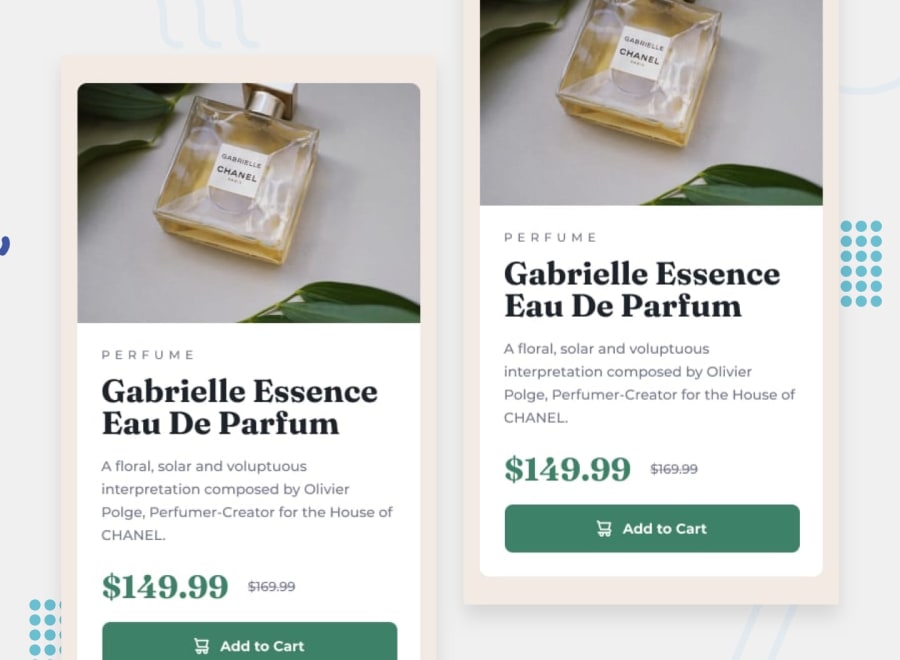 GABRIELLE
CHANEL
PARIS
PERFUME
Gabrielle Essence
Eau De Parfum
A floral, solar and voluptuous
interpretation composed by Olivier
Polge, Perfumer-Creator for the House of
CHANEL.
$149.99 $169.99
Add to Cart
GABRIELLE
CHANEL
PARIS
PERFUME
Gabrielle Essence
Eau De Parfum
A floral, solar and voluptuous
interpretation composed by Olivier
Polge, Perfumer-Creator for the House of
CHANEL.
$149.99 $169.99
Add to Cart